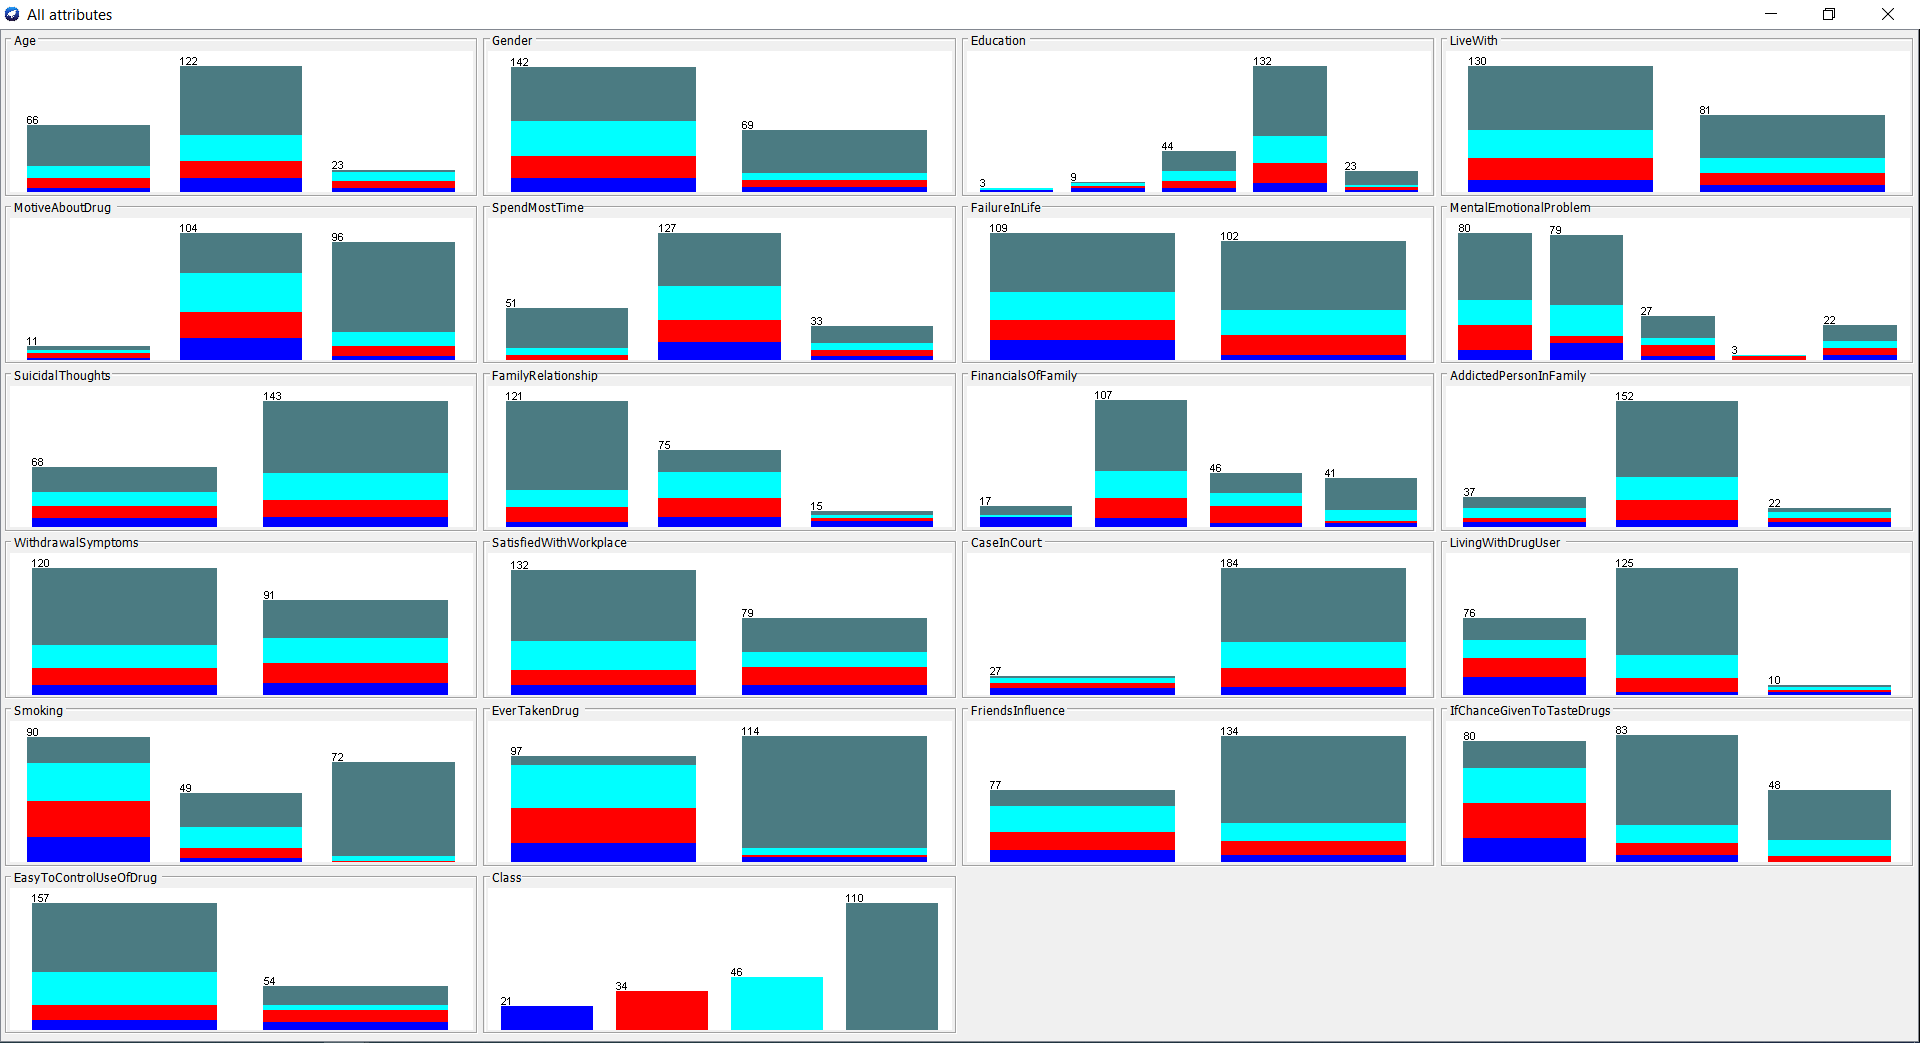 All attributes
Age
66
122
23
Gender
142
69
Education
3
9
44
132
23
LiveWith
130
81
MotiveAboutDrug
11
104
96
SpendMostTime
51
127
33
FailureInLife
109
102
MentalEmotionalProblem
80
79
27
3
22
SuicidalThoughts
68
143
FamilyRelationship
121
75
15
FinancialsOfFamily
17
107
46
41
AddictedPersonInFamily
37
152
22
WithdrawalSymptoms
120
91
SatisfiedWithWorkplace
132
79
CaseInCourt
27
184
LivingWithDrugUser
76
125
10
Smoking
90
49
72
EverTakenDrug
97
114
FriendsInfluence
77
134
IfChanceGivenToTasteDrugs
80
83
48
EasyToControlUseOfDrug
157
54
Class
21
34
46
110